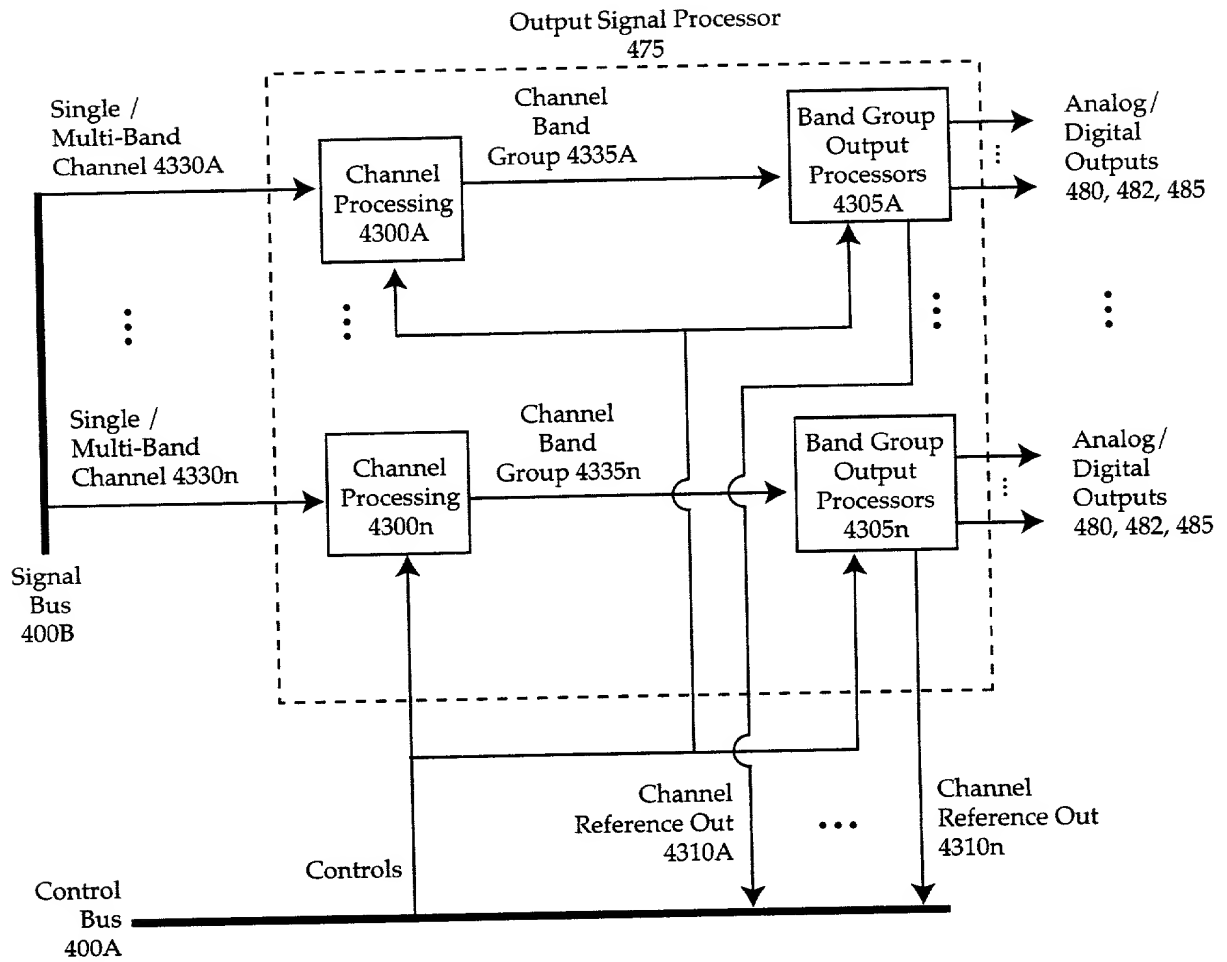 Output Signal Processor
475
Single /
Multi-Band
Channel 4330A
Channel
Band
Group 4335A
Channel
Processing
4300A
Band Group
Output
Processors
4305A
Analog/
Digital
Outputs
480, 482, 485
Single /
Multi-Band
Channel 4330n
Channel
Band
Group 4335n
Channel
Processing
4300n
Band Group
Output
Processors
4305n
Analog/
Digital
Outputs
480, 482, 485
Signal
Bus
400B
Channel
Reference Out
4310A
Channel
Reference Out
4310n
Controls
Control
Bus
400A